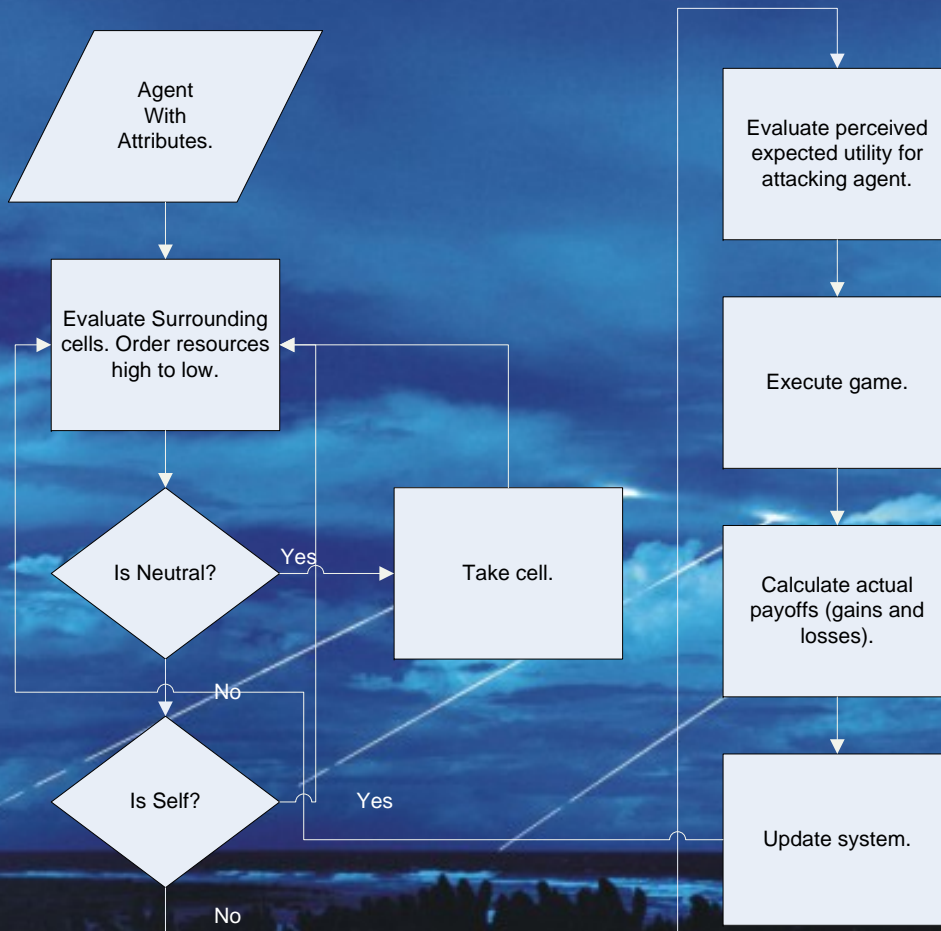 Agent
With
Attributes.
Evaluate Surrounding
cells. Order resources
high to low.
Is Neutral?
Yes
Take cell.
No
Is Self?
Yes
No
Evaluate perceived
expected utility for
attacking agent.
Execute game.
Calculate actual
payoffs (gains and
losses).
Update system.